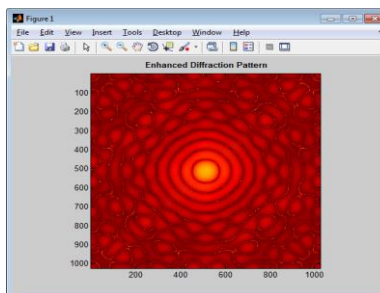 Figure 1
File Edit View Insert Tools Desktop Window Help
Enhanced Diffraction Pattern
100
200
300
400
500
600
700
800
900
1000
200 400 600 800 1000